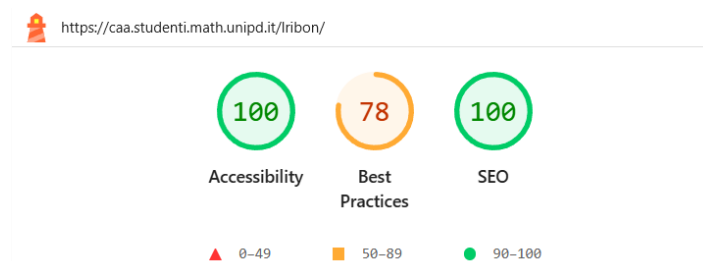 https://caa.studenti.math.unipd.it/lribon/
100 78 100
Accessibility Best Practices SEO
0–49 50–89 90–100